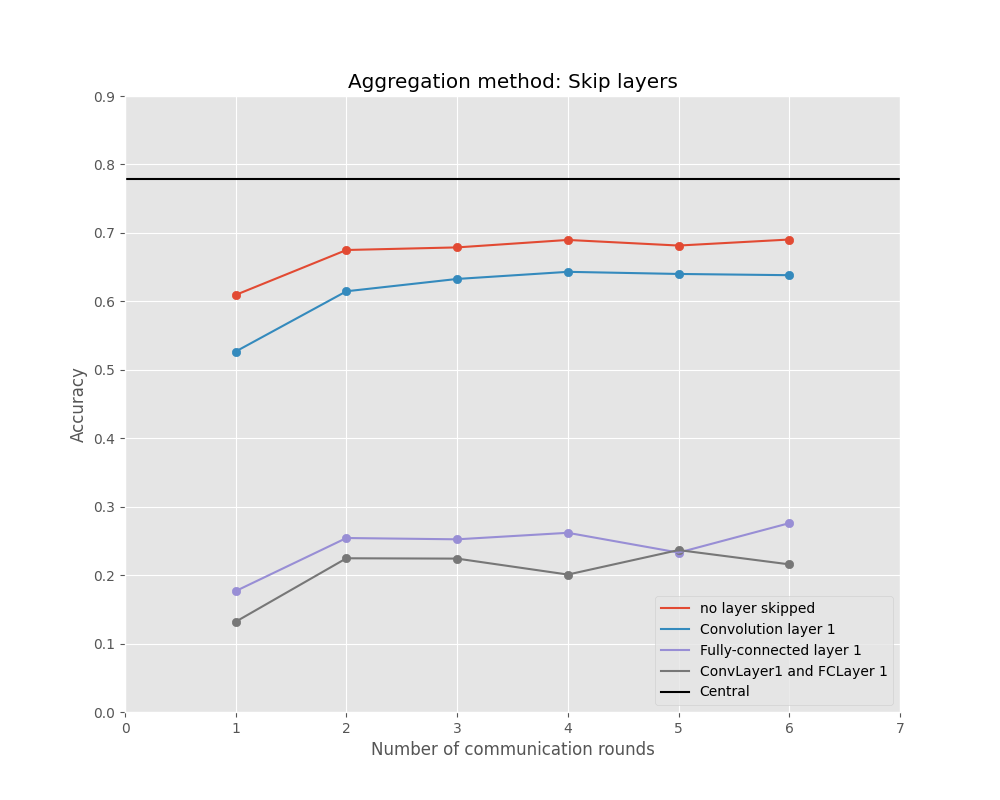 Aggregation method: Skip layers
0.9
0.8
0.7
0.6
0.5
0.4
0.3
0.2
0.1
0.0
Accuracy
0 1 2 3 4 5 6 7
Number of communication rounds
no layer skipped
Convolution layer 1
Fully-connected layer 1
ConvLayer1 and FCLayer 1
Central